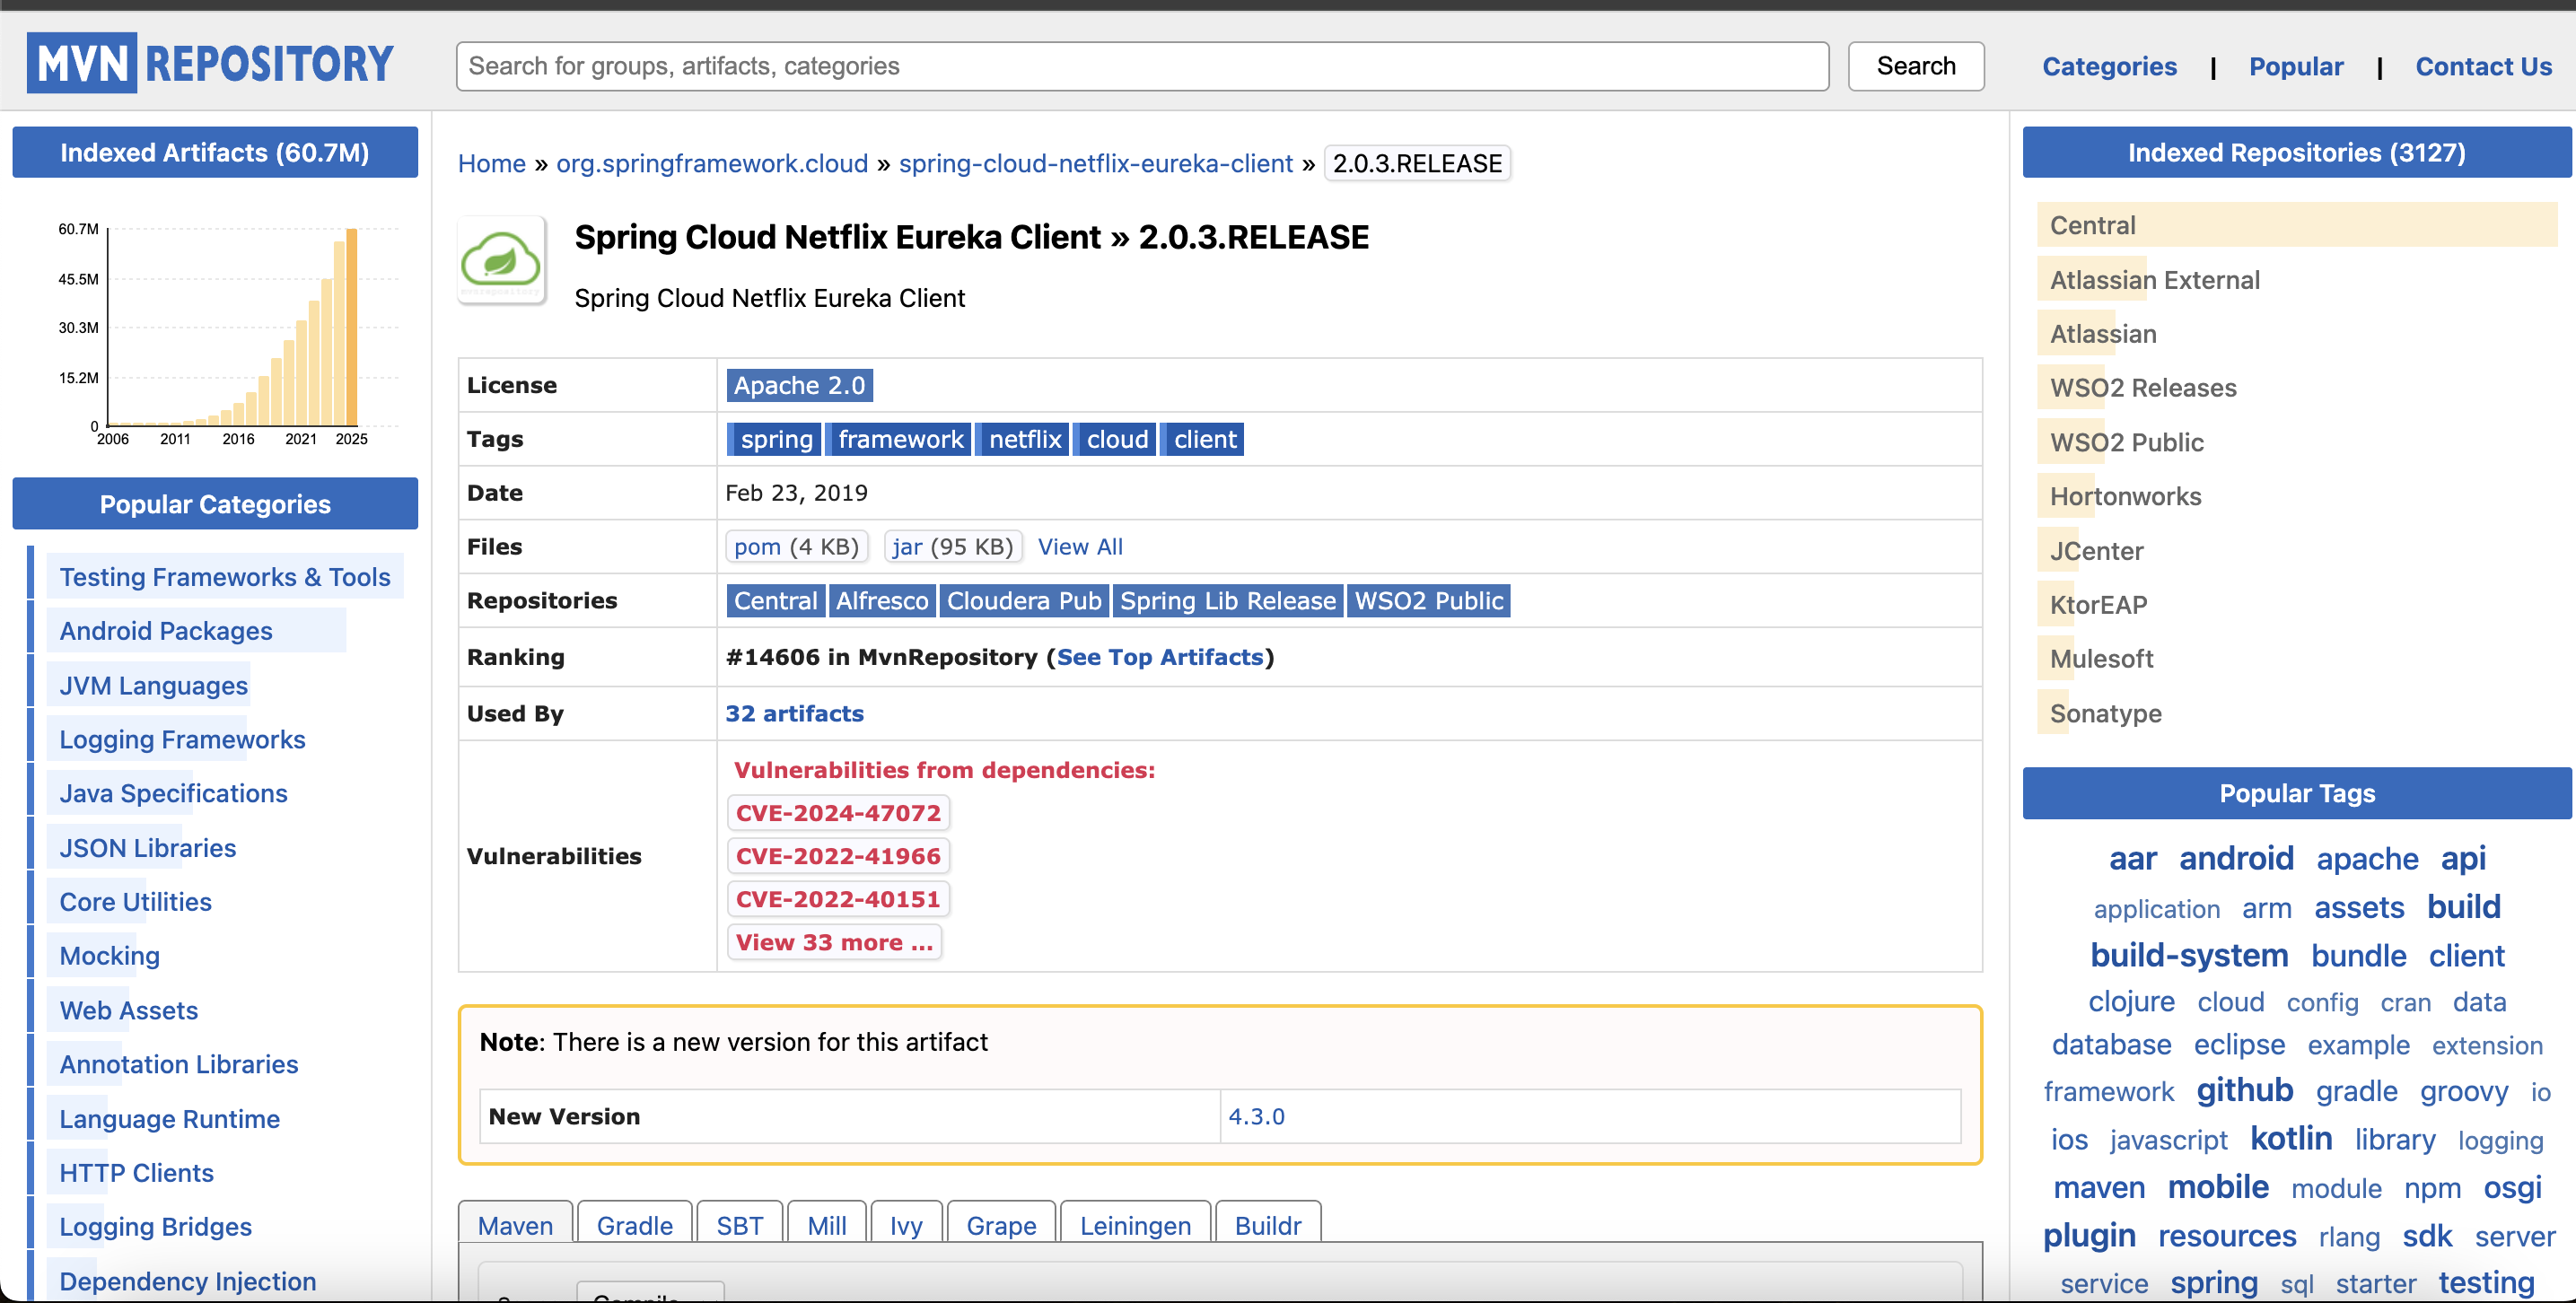 MVN REPOSITORY
Search for groups, artifacts, categories
Search
Categories | Popular | Contact Us
Indexed Artifacts (60.7M)
60.7M
45.5M
30.3M
15.2M
0
2006 2011 2016 2021 2025
Popular Categories
Testing Frameworks & Tools
Android Packages
JVM Languages
Logging Frameworks
Java Specifications
JSON Libraries
Core Utilities
Mocking
Web Assets
Annotation Libraries
Language Runtime
HTTP Clients
Logging Bridges
Dependency Injection
Home » org.springframework.cloud » spring-cloud-netflix-eureka-client » 2.0.3.RELEASE
Spring Cloud Netflix Eureka Client » 2.0.3.RELEASE
Spring Cloud Netflix Eureka Client
License Apache 2.0
Tags spring framework netflix cloud client
Date Feb 23, 2019
Files pom (4 KB) jar (95 KB) View All
Repositories Central Alfresco Cloudera Pub Spring Lib Release WSO2 Public
Ranking #14606 in MvnRepository (See Top Artifacts)
Used By 32 artifacts
Vulnerabilities
Vulnerabilities from dependencies:
CVE-2024-47072
CVE-2022-41966
CVE-2022-40151
View 33 more ...
Note: There is a new version for this artifact
New Version 4.3.0
Maven Gradle SBT Mill Ivy Grape Leiningen Buildr
Indexed Repositories (3127)
Central
Atlassian External
Atlassian
WSO2 Releases
WSO2 Public
Hortonworks
JCenter
KtorEAP
Mulesoft
Sonatype
Popular Tags
aar android apache api
application arm assets build
build-system bundle client
clojure cloud config cran data
database eclipse example extension
framework github gradle groovy io
ios javascript kotlin library logging
maven mobile module npm osgi
plugin resources rlang sdk server
service spring sql starter testing